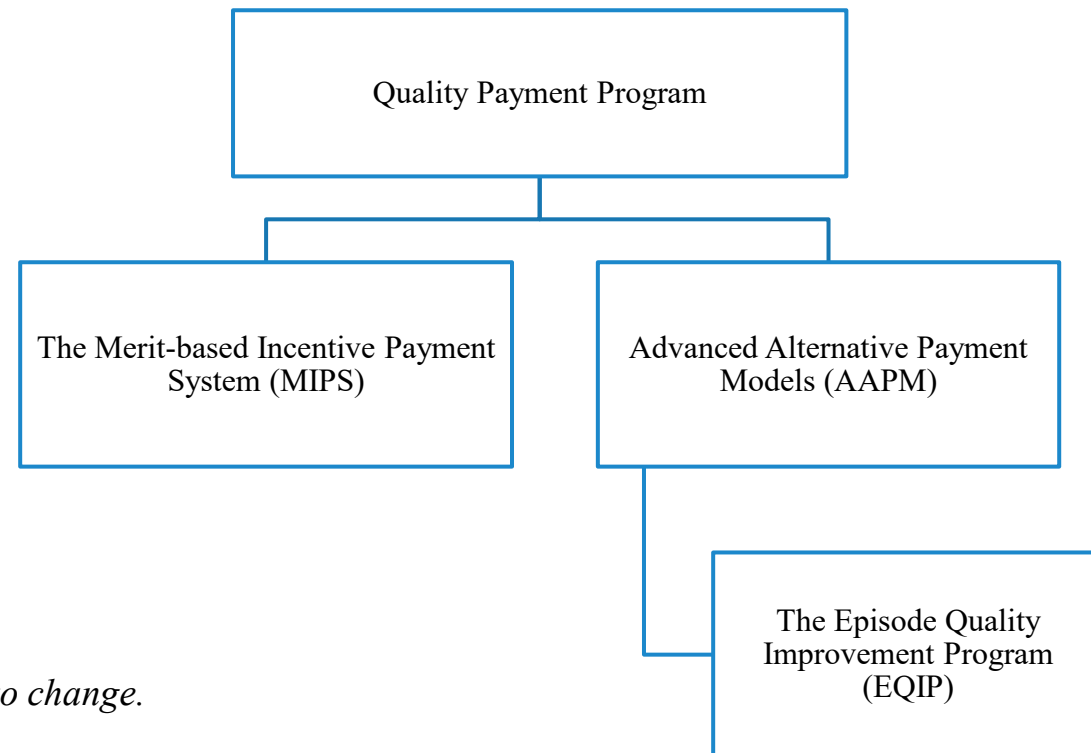 Quality Payment Program
The Merit-based Incentive Payment
System (MIPS)
Advanced Alternative Payment
Models (AAPM)
The Episode Quality
Improvement Program
(EQIP)
o change.